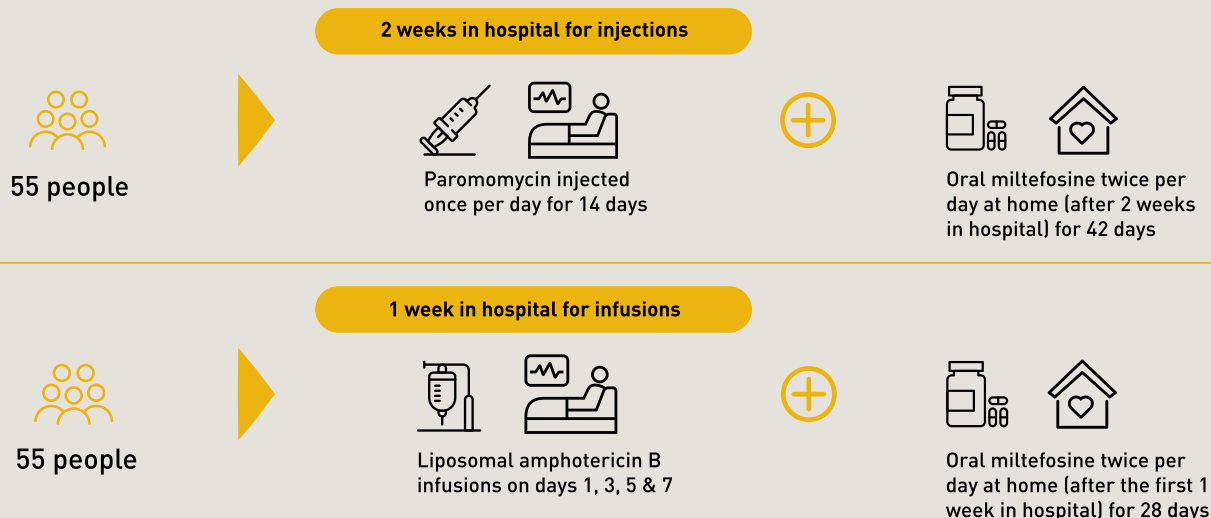 2 weeks in hospital for injections
55 people
Paromomycin injected
once per day for 14 days
Oral miltefosine twice per
day at home (after 2 weeks
in hospital) for 42 days
1 week in hospital for infusions
55 people
Liposomal amphotericin B
infusions on days 1, 3, 5 & 7
Oral miltefosine twice per
day at home (after the first 1
week in hospital) for 28 days